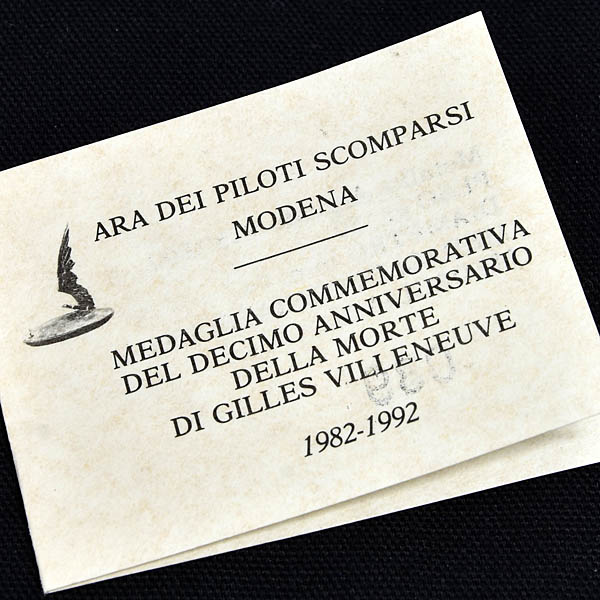 ARA DEI PILOTI SCOMPARSI
MODENA
MEDAGLIA COMMEMORATIVA
DEL DECIMO ANNIVERSARIO
DELLA MORTE
DI GILLES VILLENEUVE
1982-1992